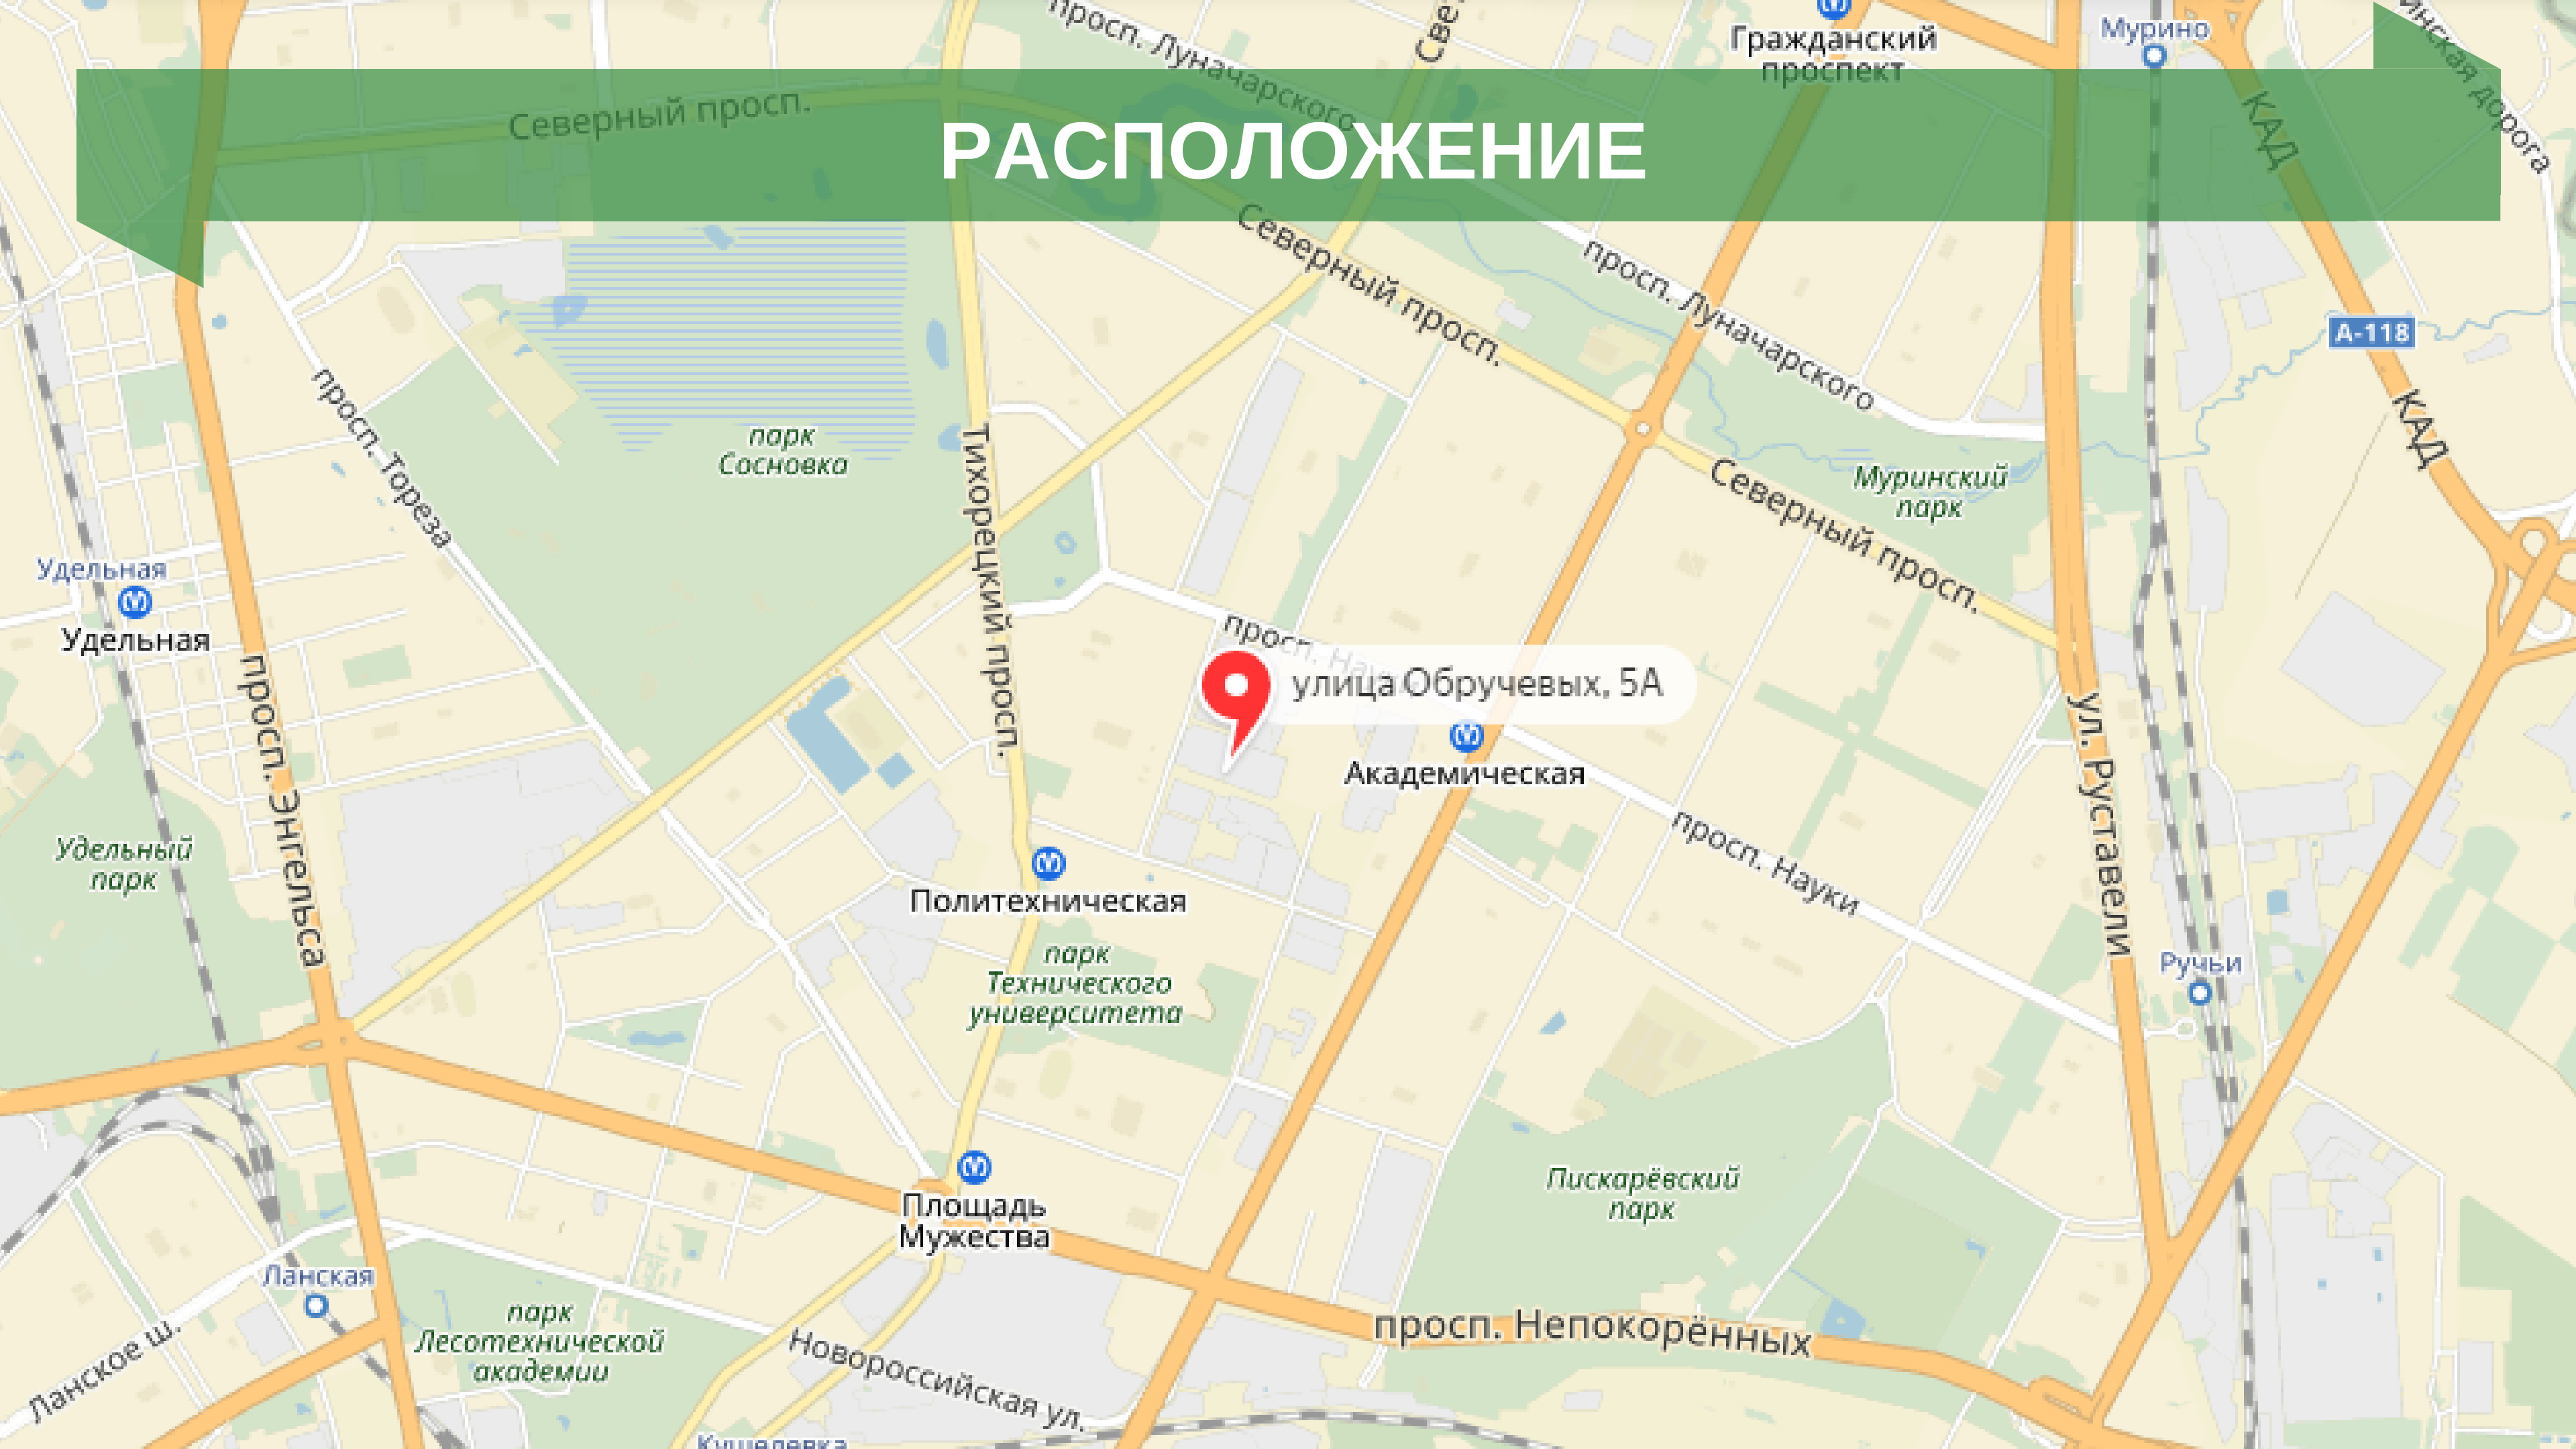 просп. Луначарского
Гражданский
проспект
Мурино
Северный просп.
КАД
РАСПОЛОЖЕНИЕ
Северный просп.
просп. Луначарского
А-118
КАД
просп. Тореза
парк
Сосновка
Тихорецкий просп.
Муринский
парк
Северный просп.
Удельная
Удельная
просп.
улица Обручевых, 5А
Академическая
просп. Энгельса
ул. Руставели
просп. Науки
Удельный
парк
Политехническая
парк
Технического
университета
Ручьи
Площадь
Мужества
Пискарёвский
парк
Ланская
парк
Лесотехнической
академии
Ланское ш.
Новороссийская ул.
просп. Непокорённых